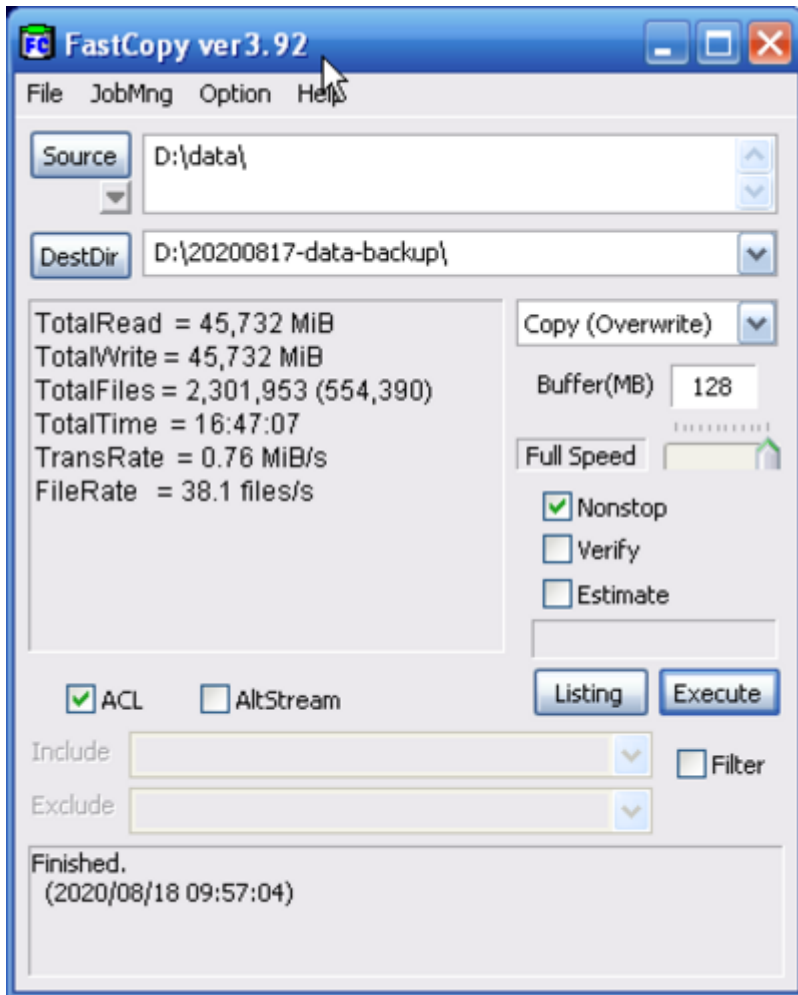 FC FastCopy ver3.92
File JobMng Option Help
Source D:\data\
DestDir D:\20200817-data-backup\
TotalRead = 45,732 MiB
TotalWrite = 45,732 MiB
TotalFiles = 2,301,953 (554,390)
TotalTime = 16:47:07
TransRate = 0.76 MiB/s
FileRate = 38.1 files/s
Copy (Overwrite)
Buffer(MB) 128
Full Speed
Nonstop
Verify
Estimate
ACL AltStream
Listing Execute
Include
Filter
Exclude
Finished.
(2020/08/18 09:57:04)